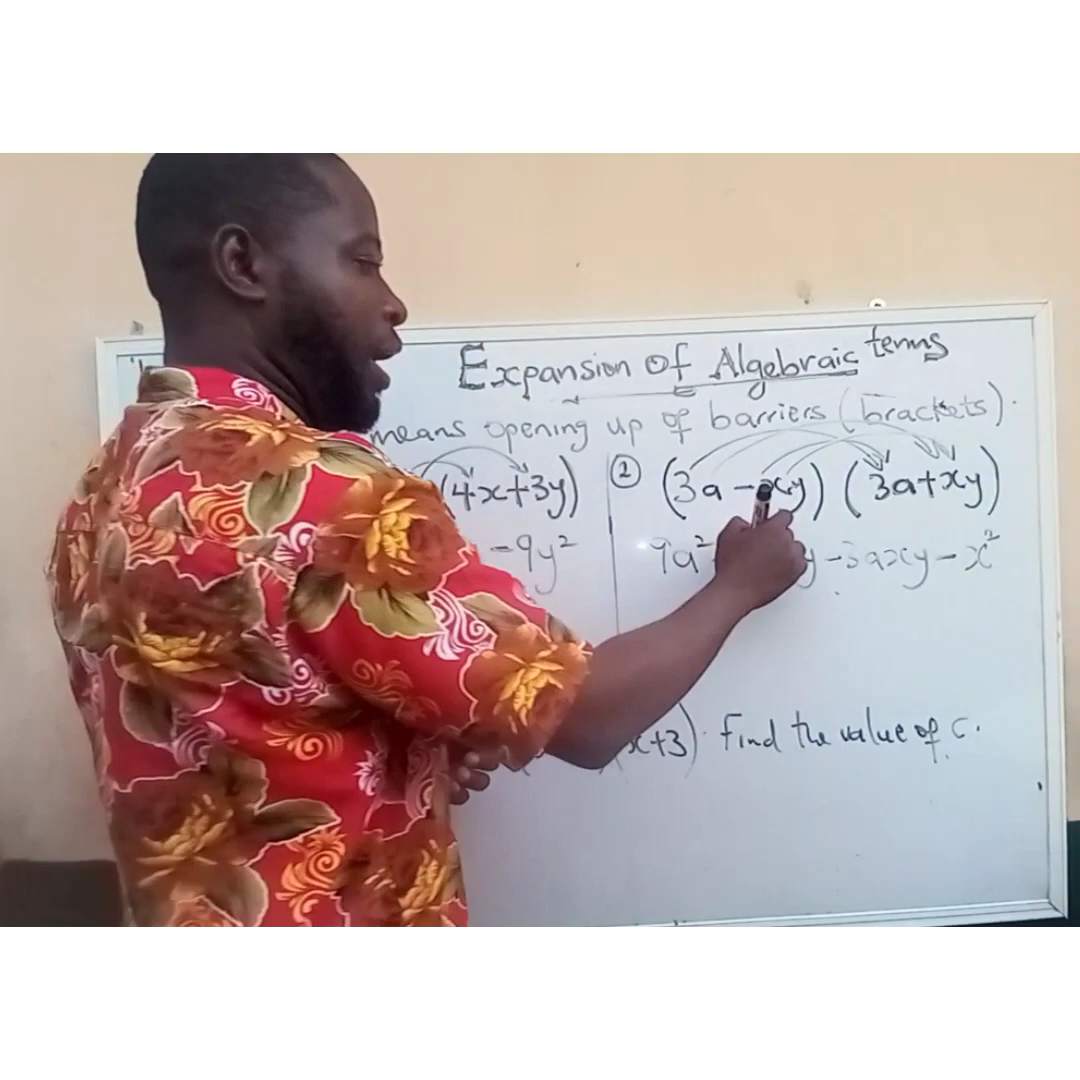 Expansion of Algebraic terms
means opening up of barriers (brackets).
(4x+3y)
-9y²
② (3a-xy) (3a+xy)
9a² y-3axy-x²
x+3). Find the value of c.